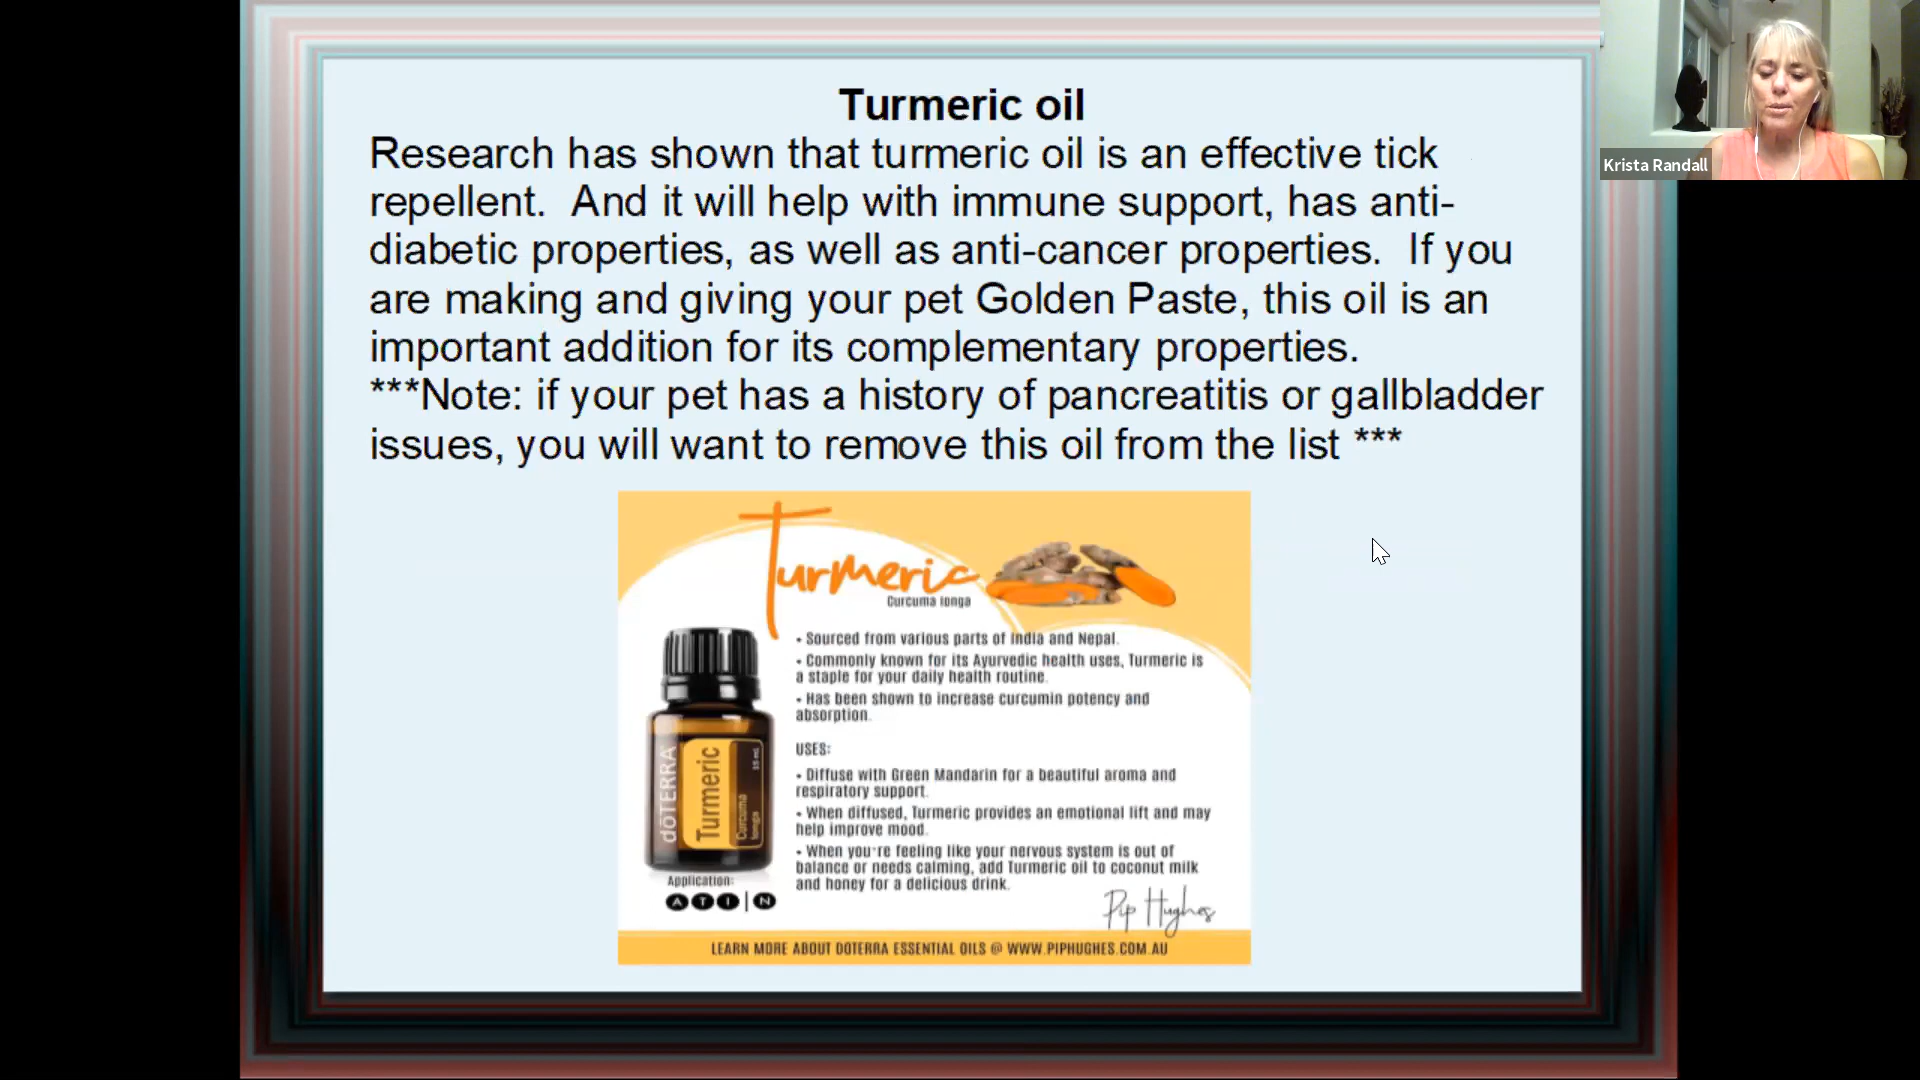 Turmeric oil
Research has shown that turmeric oil is an effective tick
repellent.  And it will help with immune support, has anti-
diabetic properties, as well as anti-cancer properties.  If you
are making and giving your pet Golden Paste, this oil is an
important addition for its complementary properties.
***Note: if your pet has a history of pancreatitis or gallbladder
issues, you will want to remove this oil from the list ***
Krista Randall
Turmeric
Curcuma longa
• Sourced from various parts of India and Nepal.
• Commonly known for its Ayurvedic health uses, Turmeric is
a staple for your daily health routine.
• Has been shown to increase curcumin potency and
absorption.
USES:
• Diffuse with Green Mandarin for a beautiful aroma and
respiratory support.
• When diffused, Turmeric provides an emotional lift and may
help improve mood.
• When you're feeling like your nervous system is out of
balance or needs calming, add Turmeric oil to coconut milk
and honey for a delicious drink.
dōTERRA
Turmeric
Curcuma
longa
15 mL
Application:
A T I | N
Pip Hughes
LEARN MORE ABOUT DOTERRA ESSENTIAL OILS @ WWW.PIPHUGHES.COM.AU